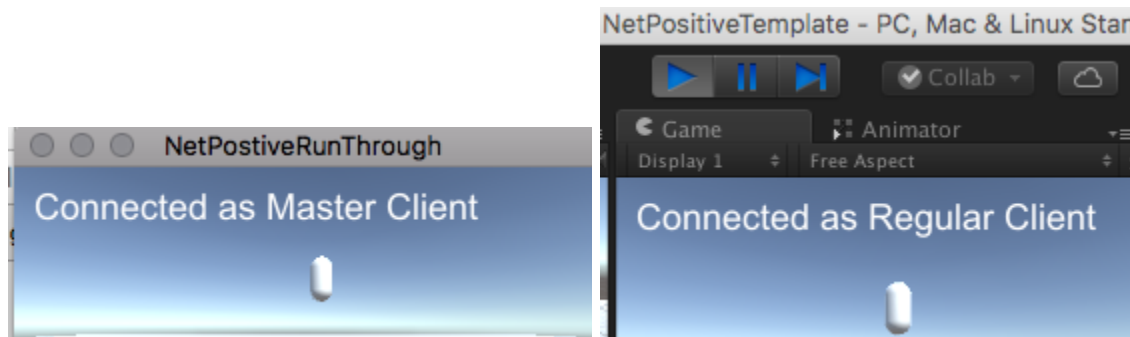 NetPostiveRunThrough
Connected as Master Client
NetPositiveTemplate - PC, Mac & Linux
Collab
Game
Animator
Display 1
Free Aspect
Connected as Regular Client